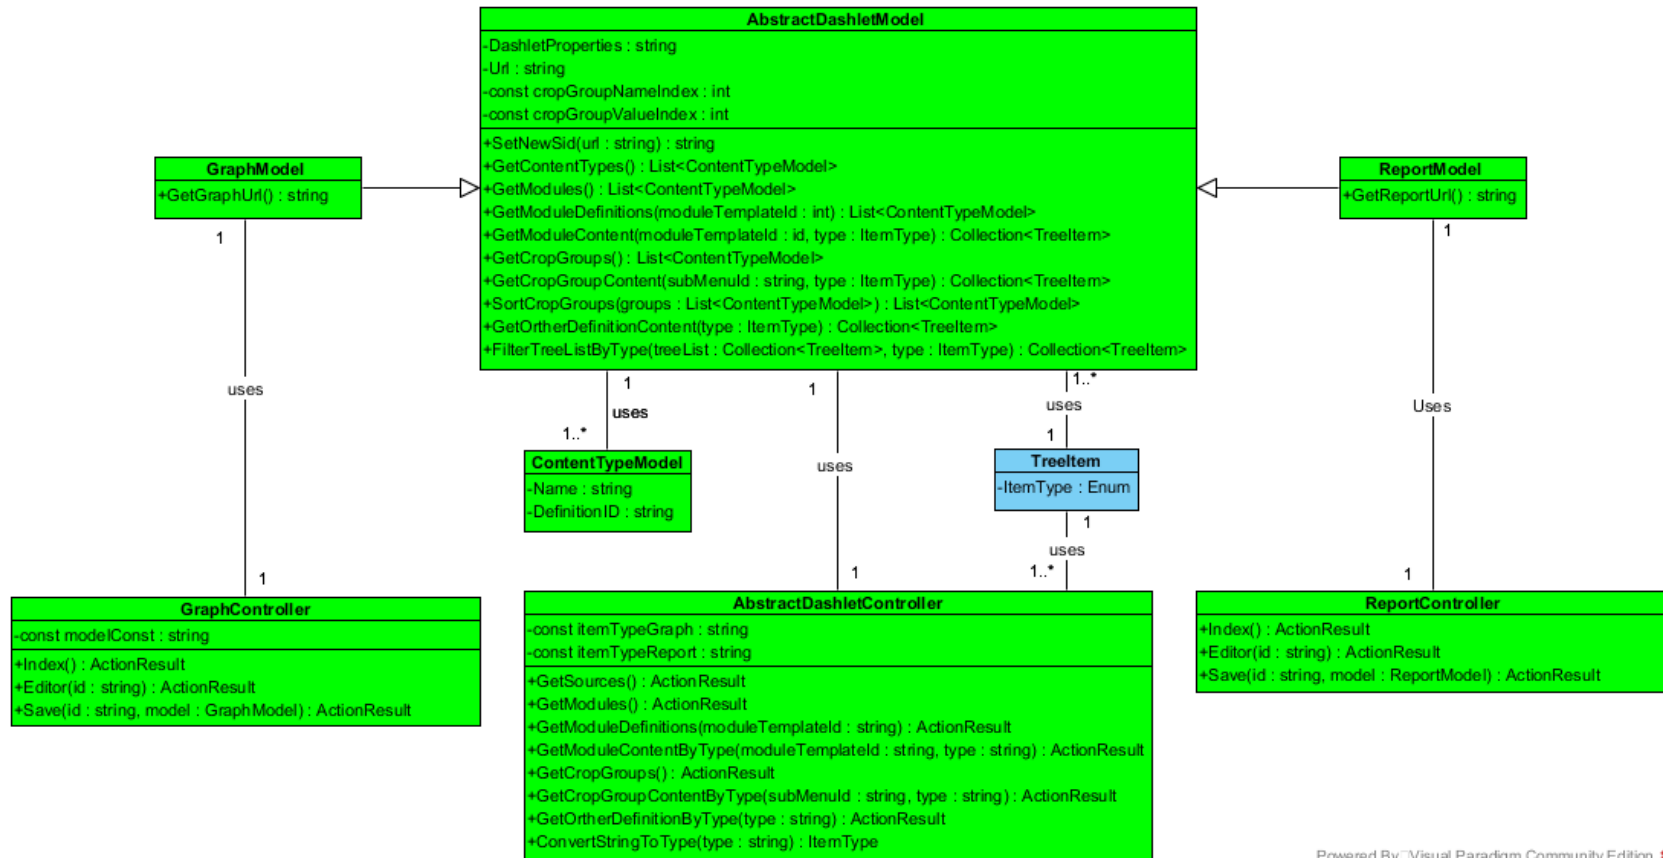 AbstractDashletModel
-DashletProperties : string
-Url : string
-const cropGroupNameIndex : int
-const cropGroupValueIndex : int
+SetNewSid(url : string) : string
+GetContentTypes() : List<ContentTypeModel>
+GetModules() : List<ContentTypeModel>
+GetModuleDefinitions(moduleTemplateId : int) : List<ContentTypeModel>
+GetModuleContent(moduleTemplateId : id, type : ItemType) : Collection<TreeItem>
+GetCropGroups() : List<ContentTypeModel>
+GetCropGroupContent(subMenuId : string, type : ItemType) : Collection<TreeItem>
+SortCropGroups(groups : List<ContentTypeModel>) : List<ContentTypeModel>
+GetOrtherDefinitionContent(type : ItemType) : Collection<TreeItem>
+FilterTreeListByType(treeList : Collection<TreeItem>, type : ItemType) : Collection<TreeItem>
GraphModel
+GetGraphUrl() : string
ReportModel
+GetReportUrl() : string
1
uses
1
1
uses
1..*
1
uses
1
1..*
uses
1
1
Uses
1
ContentTypeModel
-Name : string
-DefinitionID : string
TreeItem
-ItemType : Enum
1
uses
1..*
GraphController
-const modelConst : string
+Index() : ActionResult
+Editor(id : string) : ActionResult
+Save(id : string, model : GraphModel) : ActionResult
AbstractDashletController
-const itemTypeGraph : string
-const itemTypeReport : string
+GetSources() : ActionResult
+GetModules() : ActionResult
+GetModuleDefinitions(moduleTemplateId : string) : ActionResult
+GetModuleContentByType(moduleTemplateId : string, type : string) : ActionResult
+GetCropGroups() : ActionResult
+GetCropGroupContentByType(subMenuId : string, type : string) : ActionResult
+GetOrtherDefinitionByType(type : string) : ActionResult
+ConvertStringToType(type : string) : ItemType
ReportController
+Index() : ActionResult
+Editor(id : string) : ActionResult
+Save(id : string, model : ReportModel) : ActionResult
Powered By Visual Paradigm Community Edition